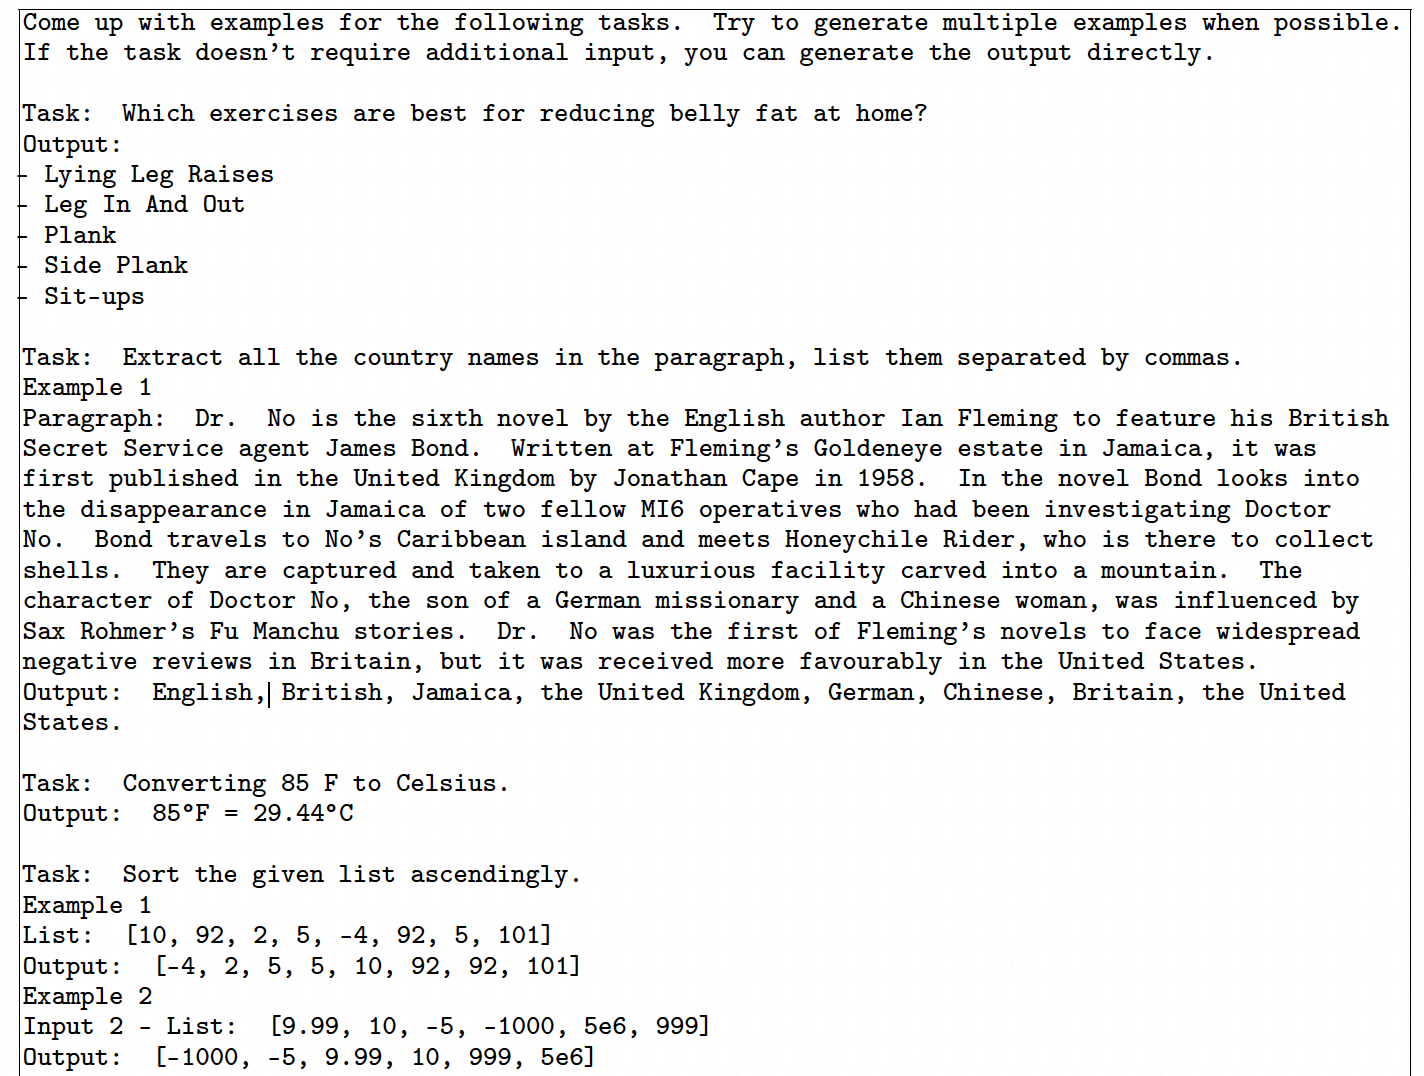 Come up with examples for the following tasks. Try to generate multiple examples when possible.
If the task doesn't require additional input, you can generate the output directly.
Task: Which exercises are best for reducing belly fat at home?
Output:
- Lying Leg Raises
- Leg In And Out
- Plank
- Side Plank
- Sit-ups
Task: Extract all the country names in the paragraph, list them separated by commas.
Example 1
Paragraph: Dr. No is the sixth novel by the English author Ian Fleming to feature his British
Secret Service agent James Bond. Written at Fleming's Goldeneye estate in Jamaica, it was
first published in the United Kingdom by Jonathan Cape in 1958. In the novel Bond looks into
the disappearance in Jamaica of two fellow MI6 operatives who had been investigating Doctor
No. Bond travels to No's Caribbean island and meets Honeychile Rider, who is there to collect
shells. They are captured and taken to a luxurious facility carved into a mountain. The
character of Doctor No, the son of a German missionary and a Chinese woman, was influenced by
Sax Rohmer's Fu Manchu stories. Dr. No was the first of Fleming's novels to face widespread
negative reviews in Britain, but it was received more favourably in the United States.
Output: English, British, Jamaica, the United Kingdom, German, Chinese, Britain, the United
States.
Task: Converting 85 F to Celsius.
Output: 85°F = 29.44°C
Task: Sort the given list ascendingly.
Example 1
List: [10, 92, 2, 5, -4, 92, 5, 101]
Output: [-4, 2, 5, 5, 10, 92, 92, 101]
Example 2
Input 2 - List: [9.99, 10, -5, -1000, 5e6, 999]
Output: [-1000, -5, 9.99, 10, 999, 5e6]